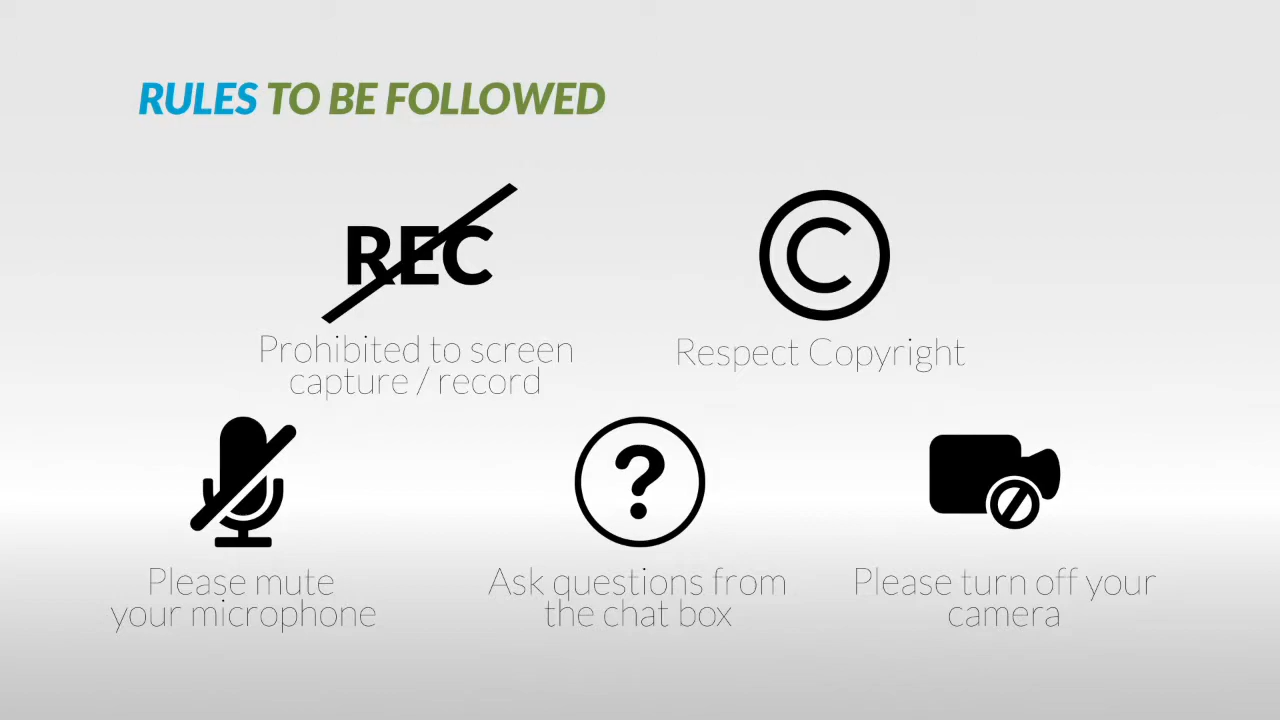 RULES TO BE FOLLOWED
REC
Prohibited to screen
capture / record
©
Respect Copyright
Please mute
your microphone
?
Ask questions from
the chat box
Please turn off your
camera